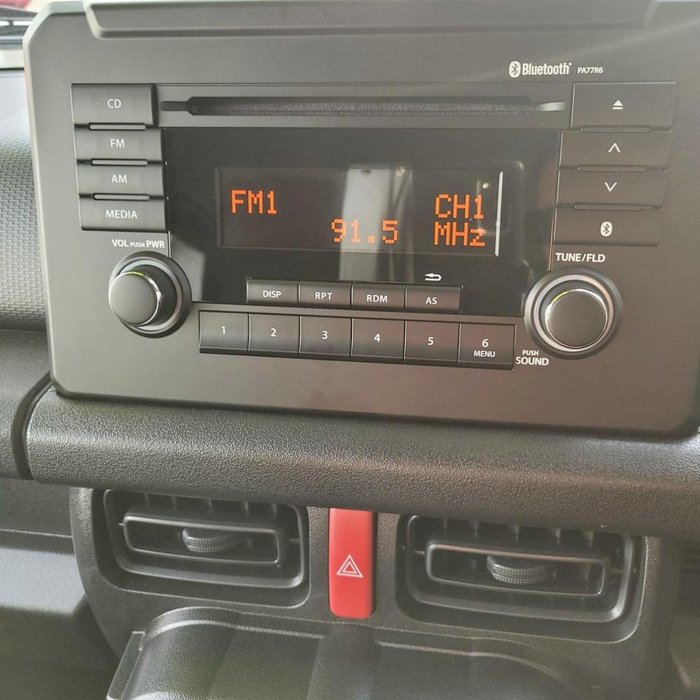 Bluetooth PA77R6
CD
FM
AM
MEDIA
VOL PUSH PWR
FM1 CH1
91.5 MHz
TUNE/FLD
DISP RPT RDM AS
1 2 3 4 5 6
MENU
PUSH
SOUND